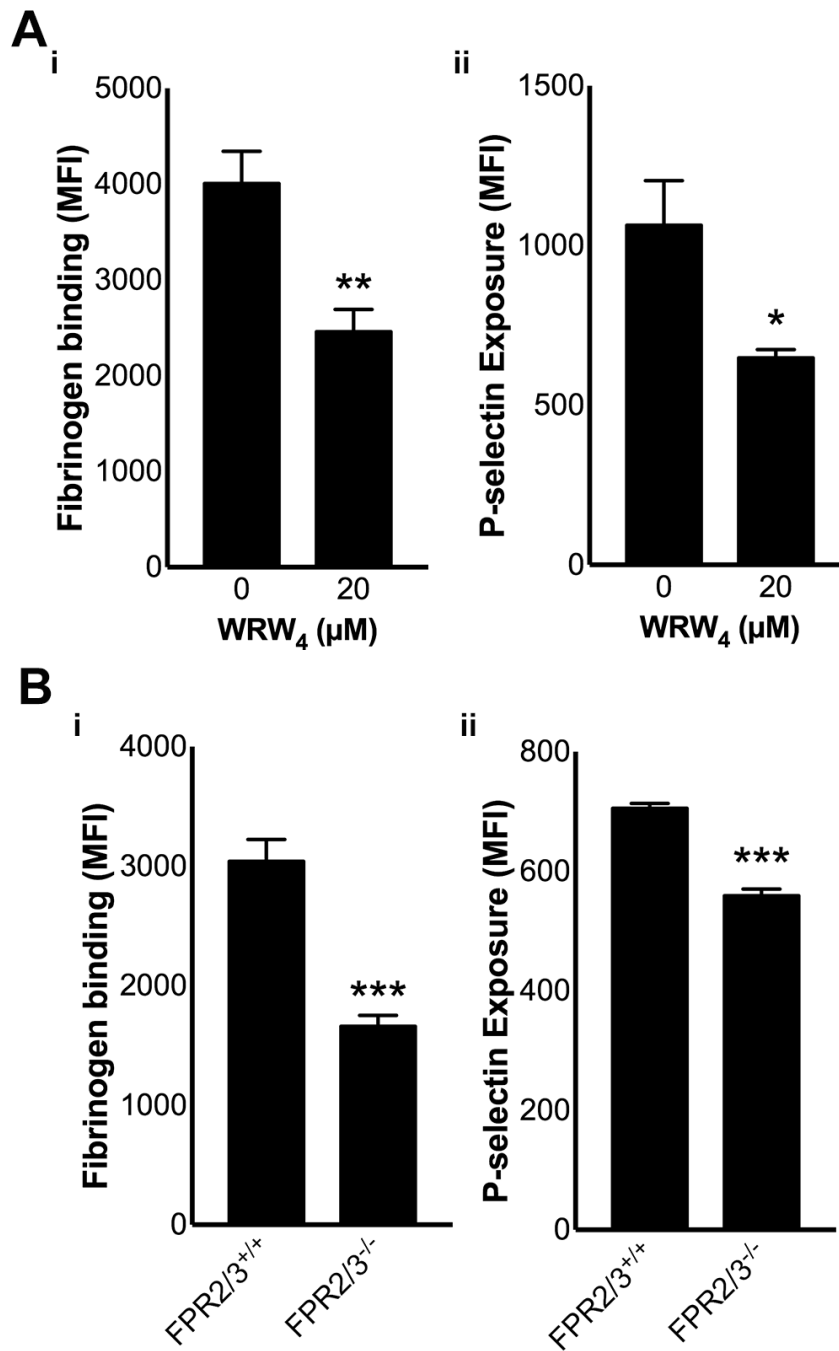 A
i
Fibrinogen binding (MFI)
5000
4000
3000
2000
1000
0
**
0 20
WRW₄ (µM)
ii
P-selectin Exposure (MFI)
1500
1000
500
0
*
0 20
WRW₄ (µM)
B
i
Fibrinogen binding (MFI)
4000
3000
2000
1000
0
***
FPR2/3⁺/⁺
FPR2/3⁻/⁻
ii
P-selectin Exposure (MFI)
800
600
400
200
0
***
FPR2/3⁺/⁺
FPR2/3⁻/⁻